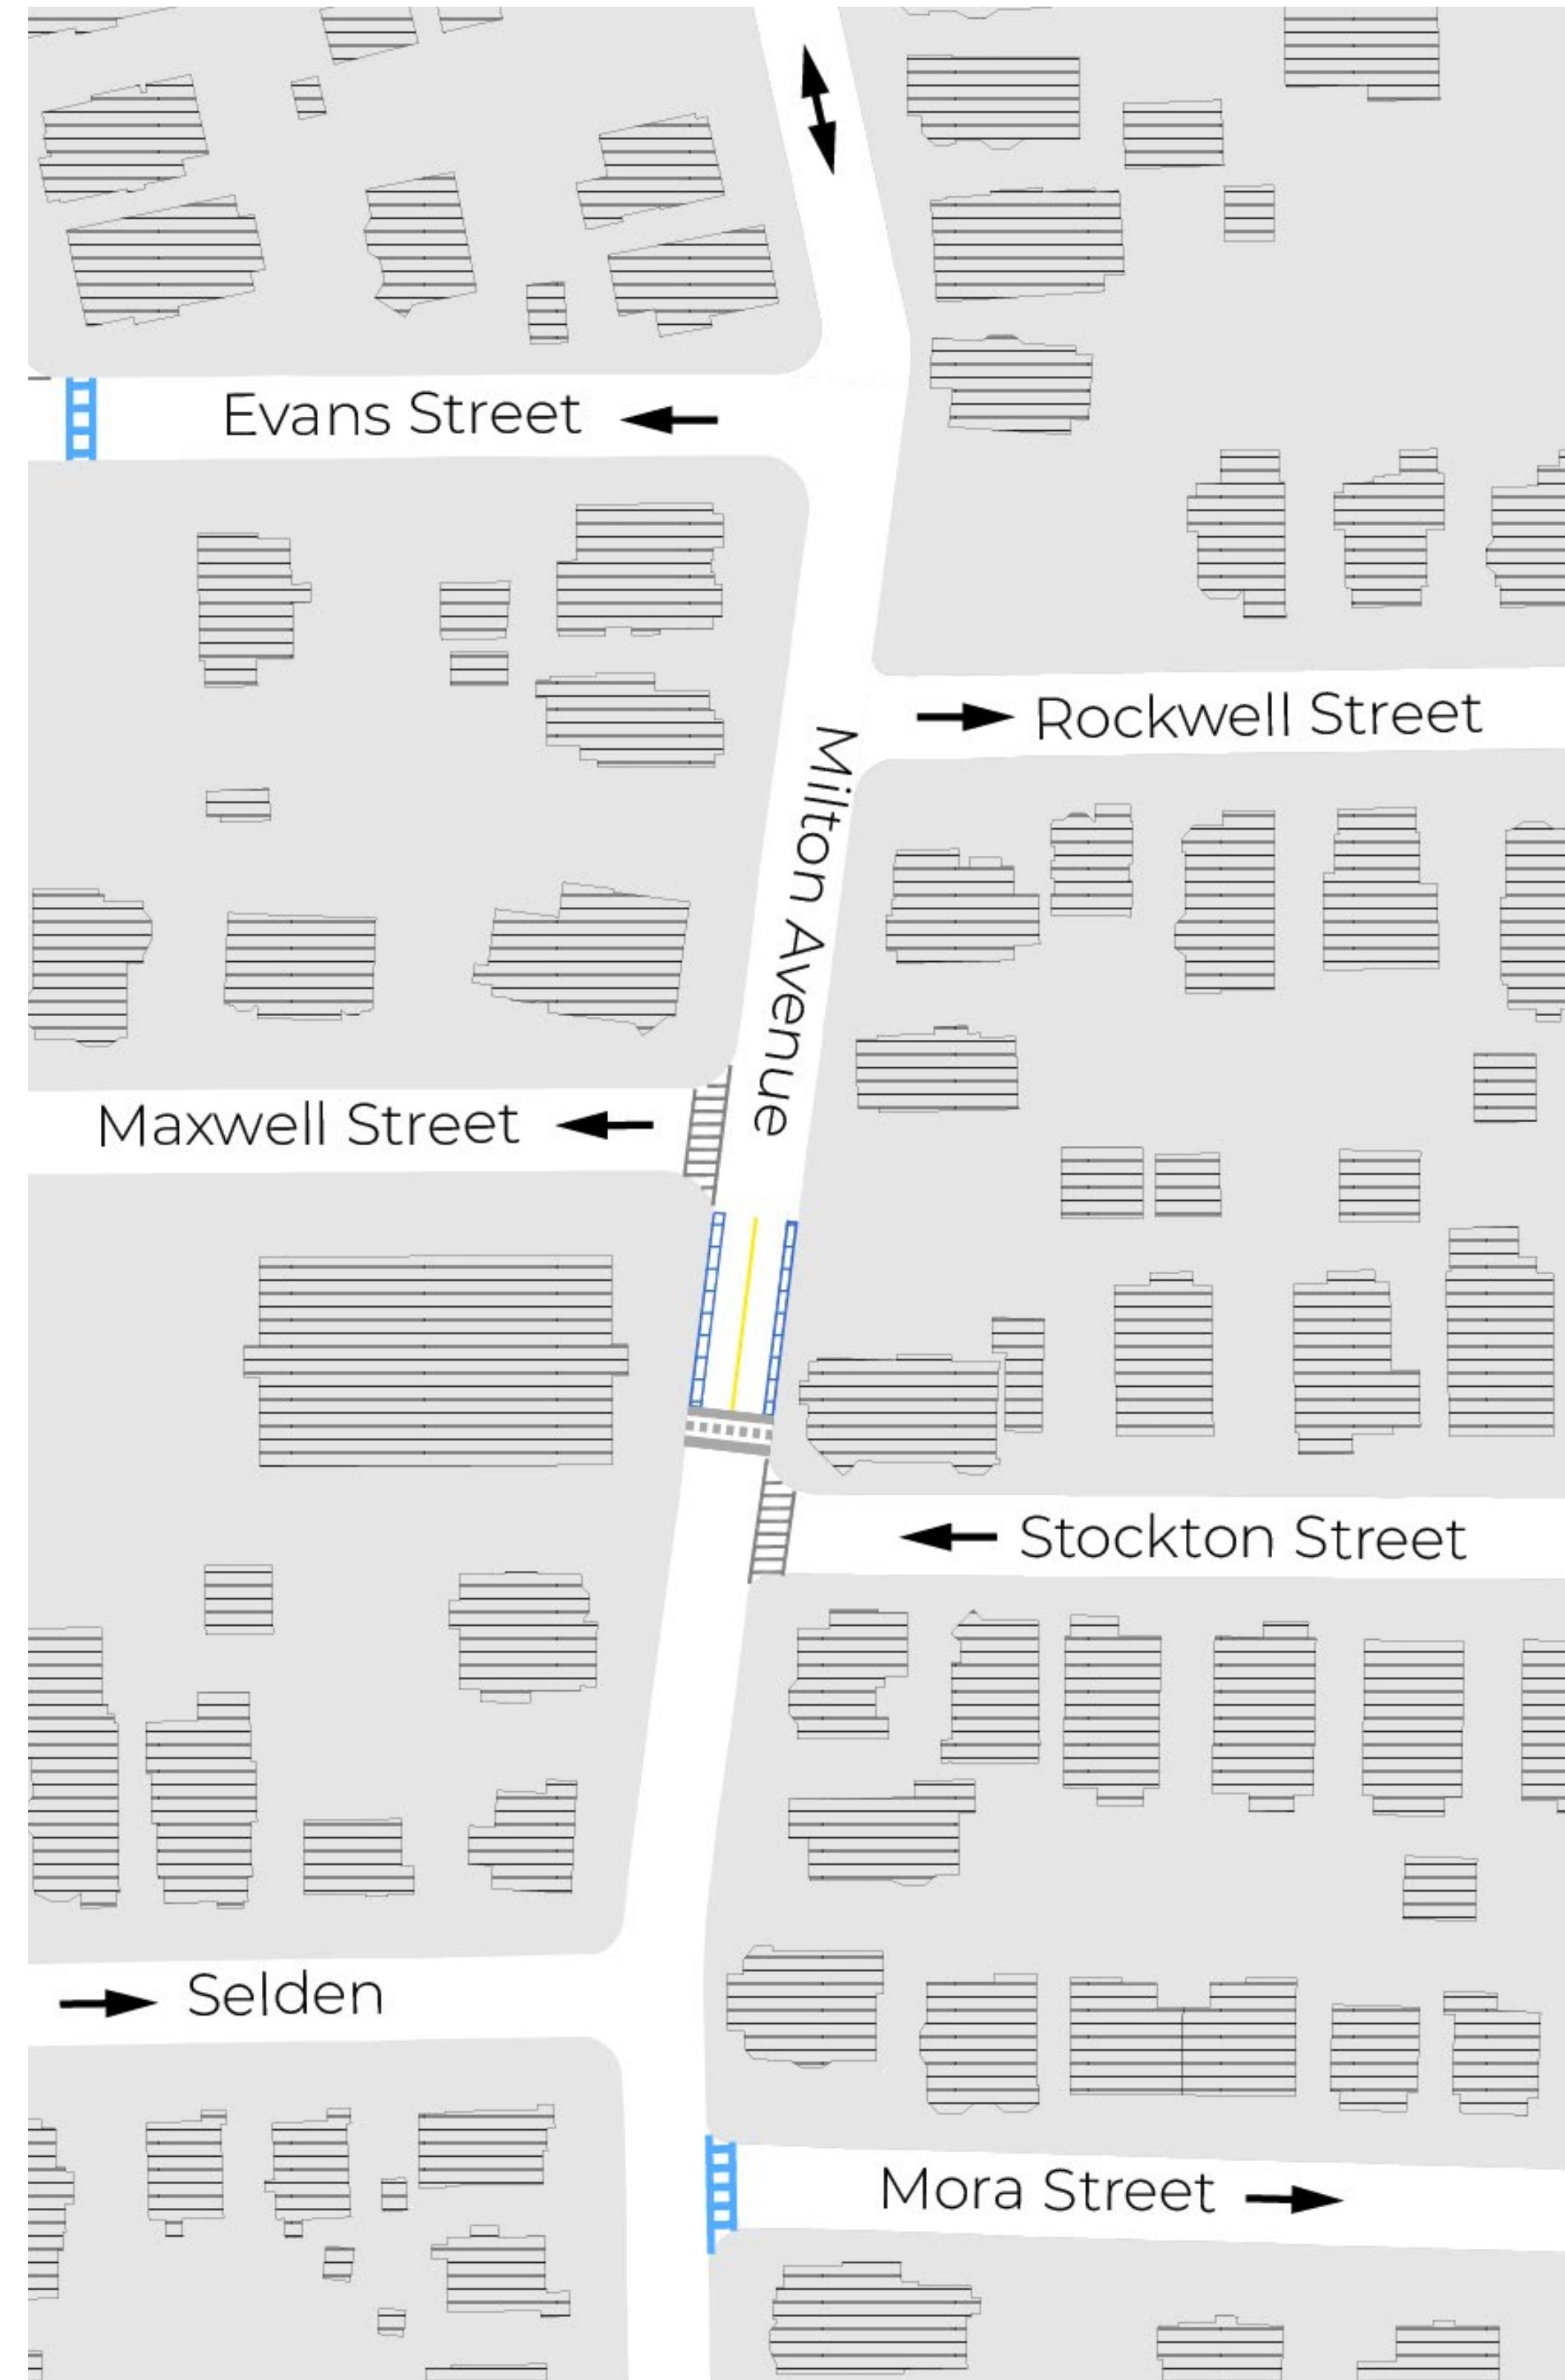 Evans Street
Rockwell Street
Milton Avenue
Maxwell Street
Stockton Street
Selden
Mora Street